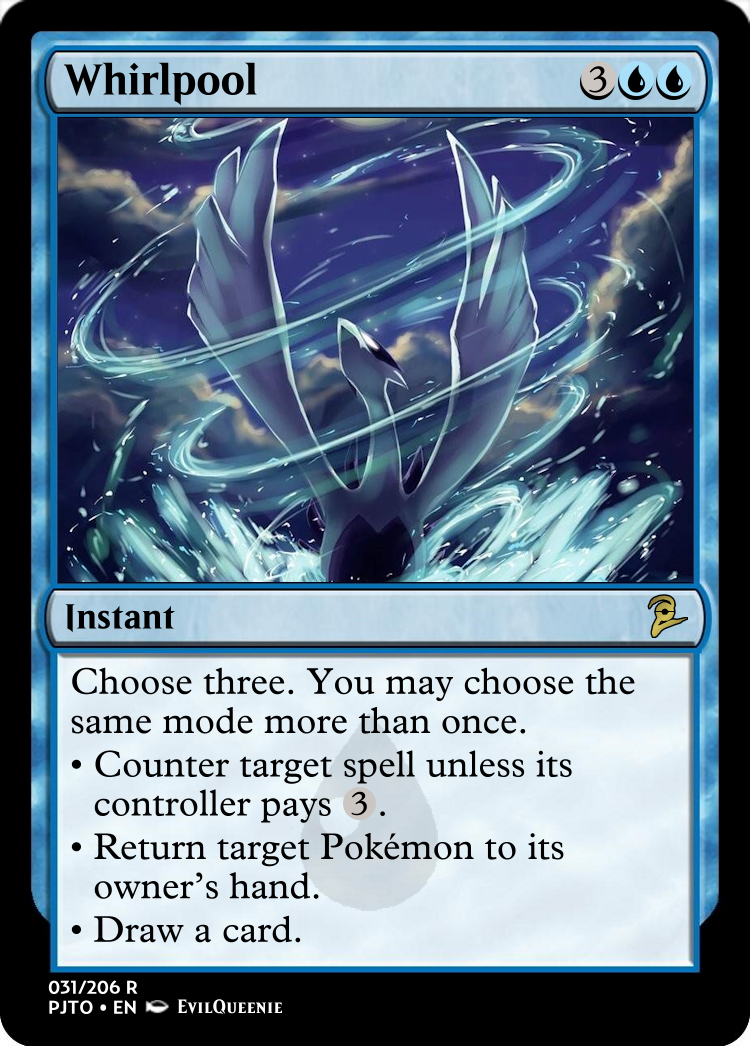 Whirlpool 3
Instant
Choose three. You may choose the
same mode more than once.
• Counter target spell unless its
controller pays 3.
• Return target Pokémon to its
owner's hand.
• Draw a card.
031/206 R
PJTO • EN EvilQueenie